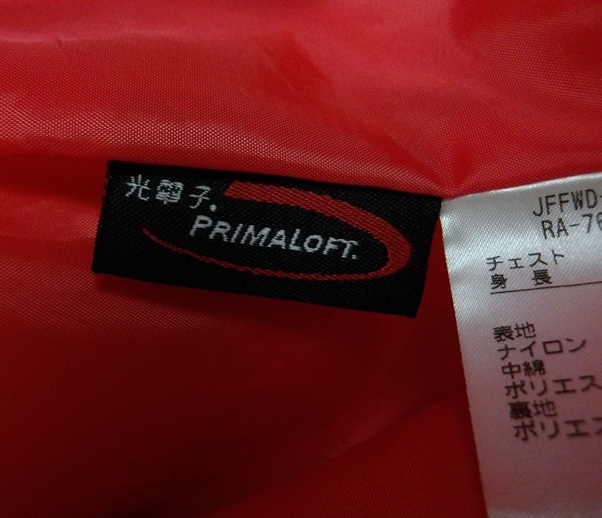 光電子.
PRIMALOFT.
JFFWD-
RA-76
チェスト
身 長
表地
ナイロン
中綿
ポリエス
裏地
ポリエス